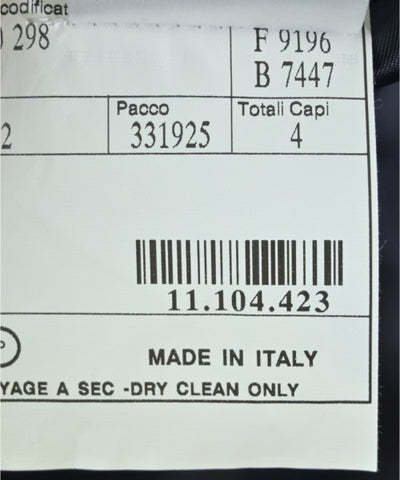 codificat
298
F 9196
B 7447
Pacco
Totali Capi
2
331925
4
11.104.423
MADE IN ITALY
YAGE A SEC -DRY CLEAN ONLY